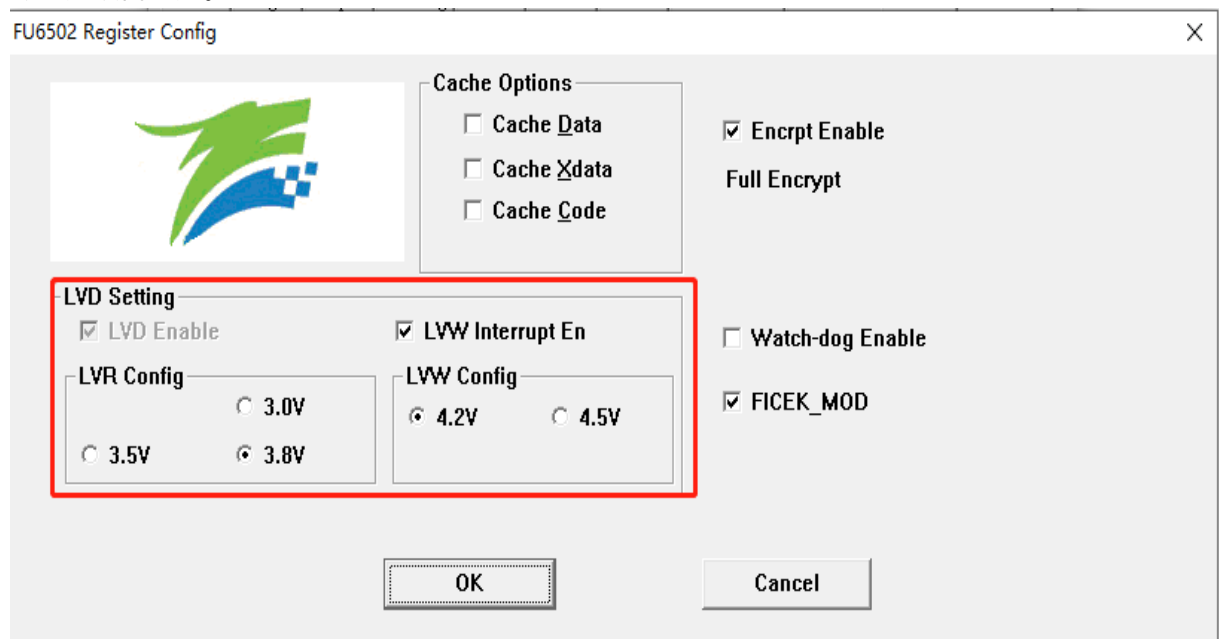 FU6502 Register Config
Cache Options
Cache Data
Cache Xdata
Cache Code
Encrpt Enable
Full Encrypt
LVD Setting
LVD Enable
LVW Interrupt En
LVR Config
3.0V
3.5V
3.8V
LVW Config
4.2V 4.5V
Watch-dog Enable
FICEK_MOD
OK
Cancel